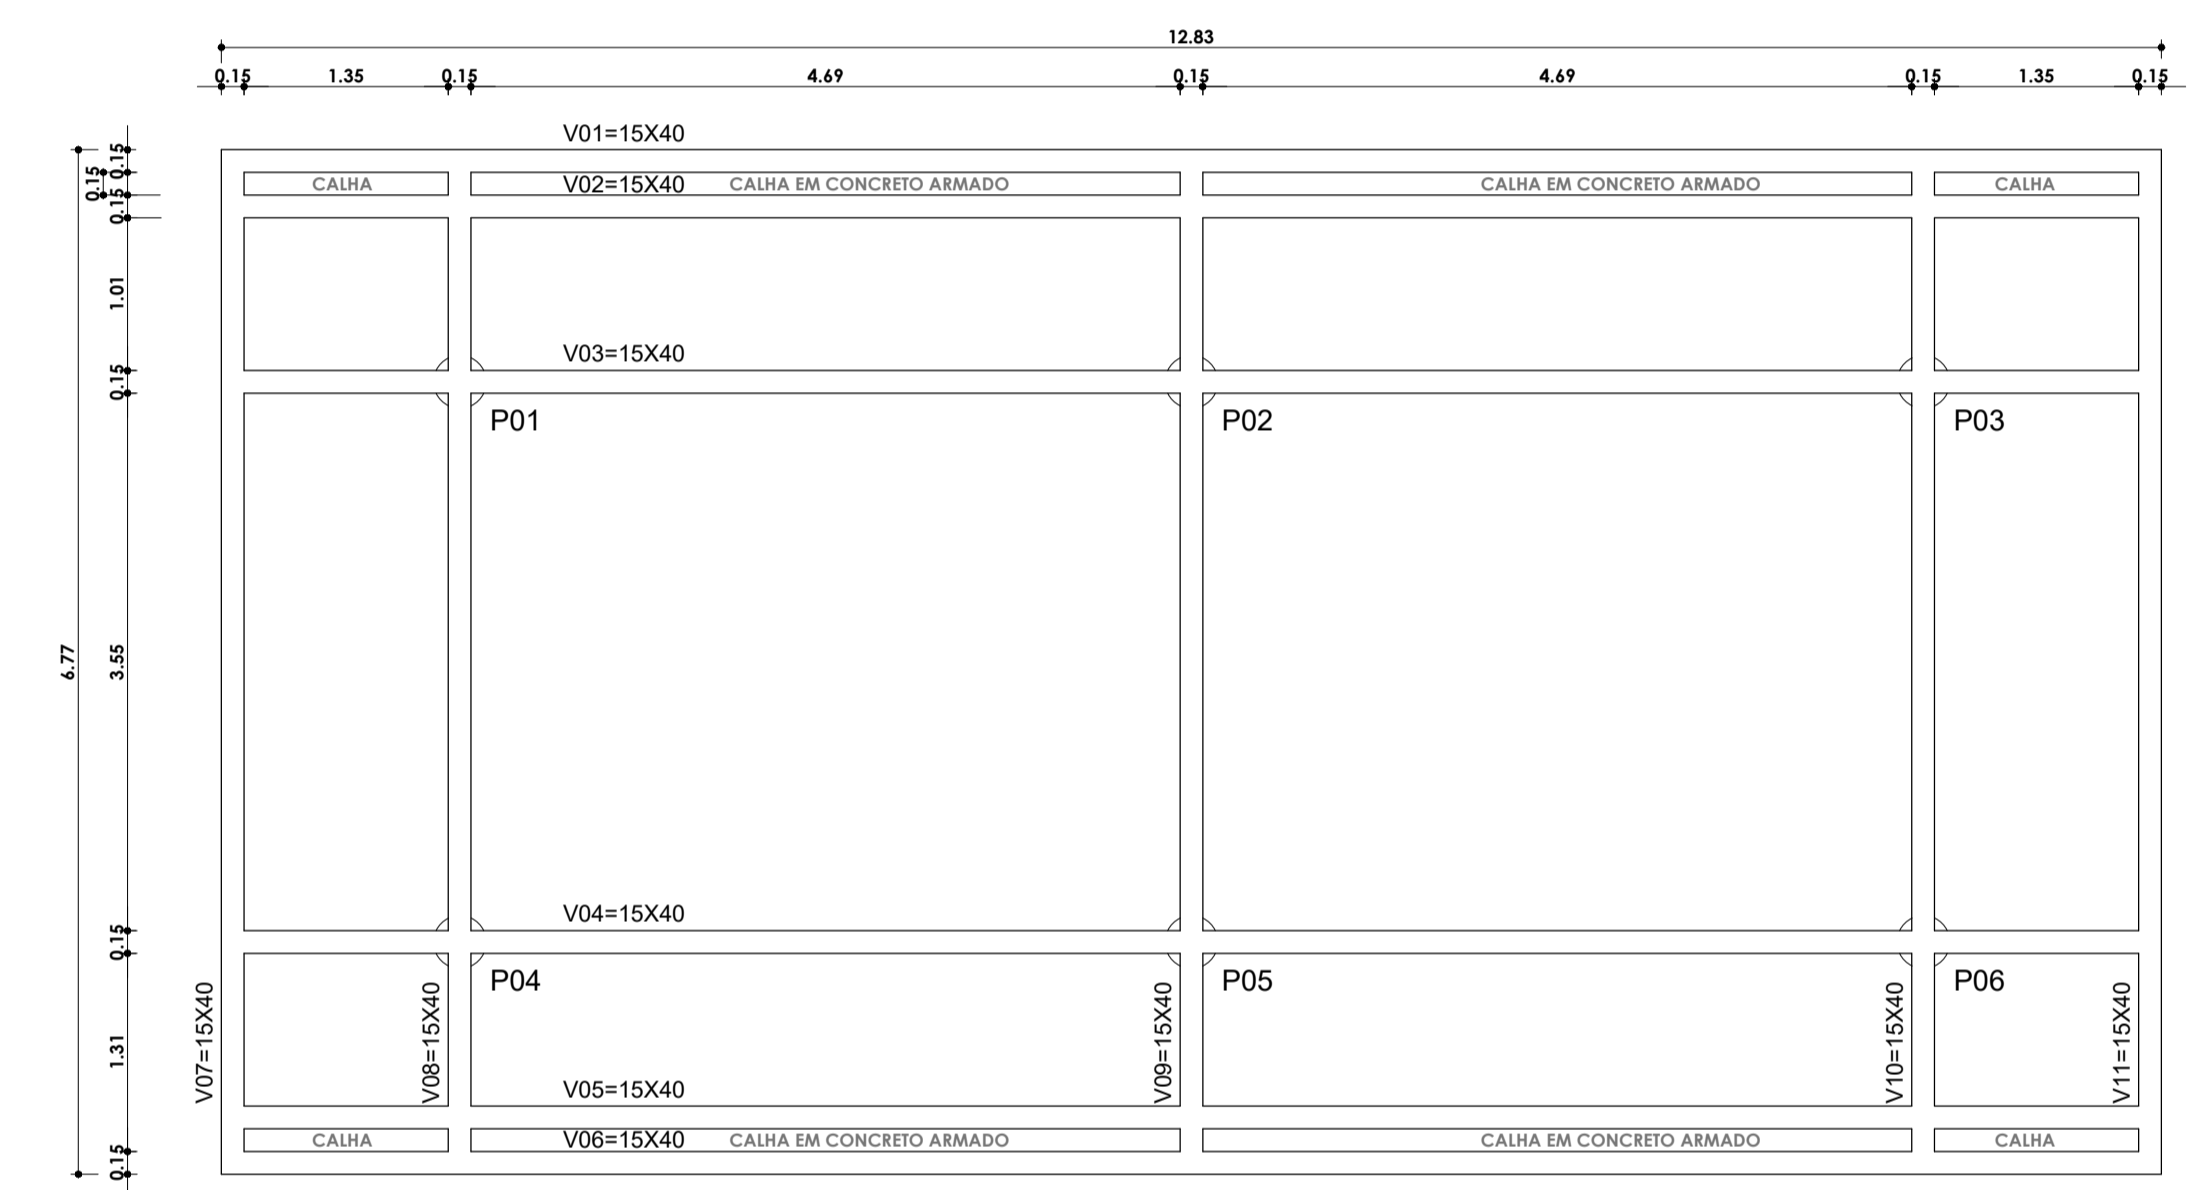 12.83
0.15 1.35 0.15 4.69 0.15 4.69 0.15 1.35 0.15
V01=15X40
0.15
0.15
0.15
CALHA V02=15X40 CALHA EM CONCRETO ARMADO CALHA EM CONCRETO ARMADO CALHA
1.01
V03=15X40
0.15
P01 P02 P03
6.77
3.55
V04=15X40
0.15
P04 P05 P06
V07=15X40 V08=15X40 V09=15X40 V10=15X40 V11=15X40
1.31
V05=15X40
CALHA V06=15X40 CALHA EM CONCRETO ARMADO CALHA EM CONCRETO ARMADO CALHA
0.15